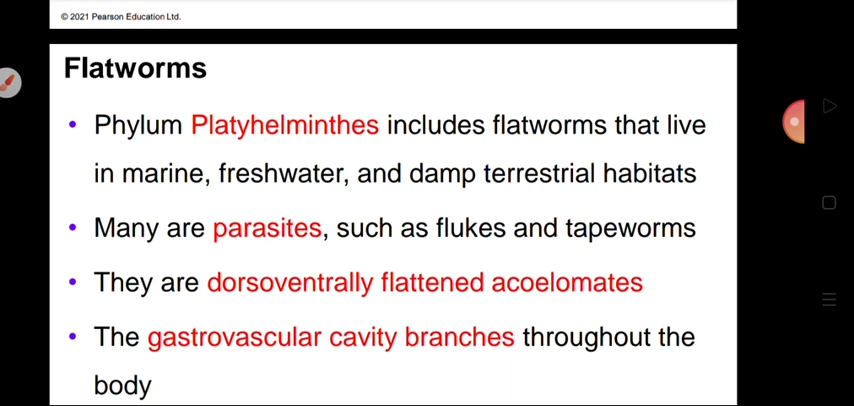 © 2021 Pearson Education Ltd.
Flatworms
• Phylum Platyhelminthes includes flatworms that live
in marine, freshwater, and damp terrestrial habitats
• Many are parasites, such as flukes and tapeworms
• They are dorsoventrally flattened acoelomates
• The gastrovascular cavity branches throughout the
body